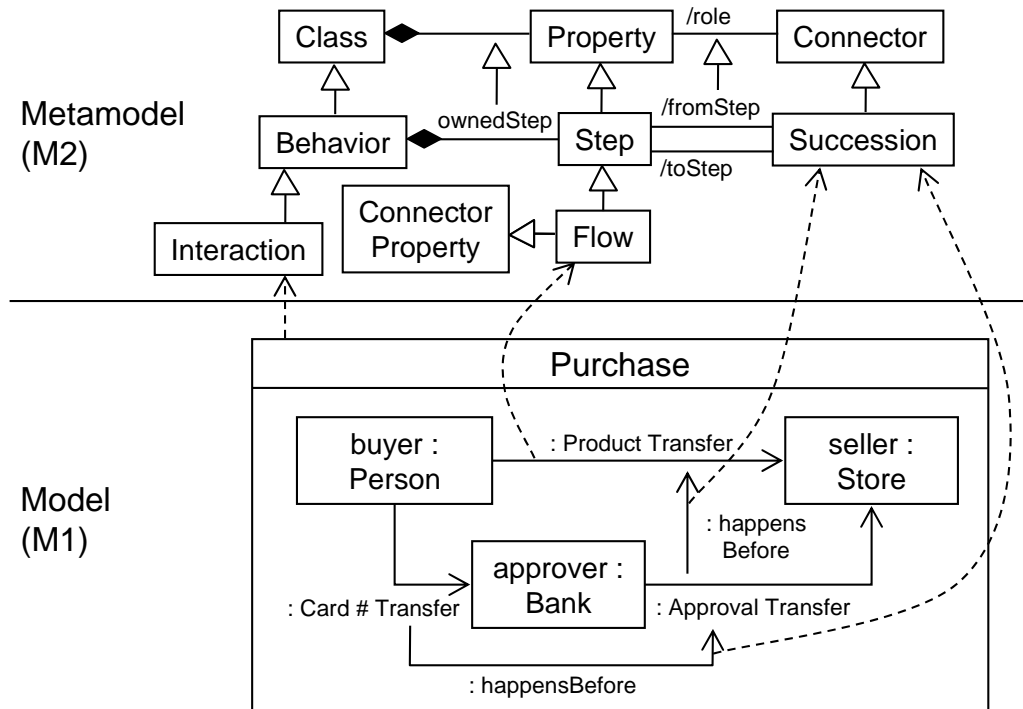 /role
Class
Property
Connector
Metamodel
(M2)
ownedStep
/fromStep
Behavior
Step
Succession
/toStep
Connector
Property
Interaction
Flow
Purchase
buyer :
Person
: Product Transfer
seller :
Store
Model
(M1)
: happens
Before
approver :
Bank
: Card # Transfer
: Approval Transfer
: happensBefore